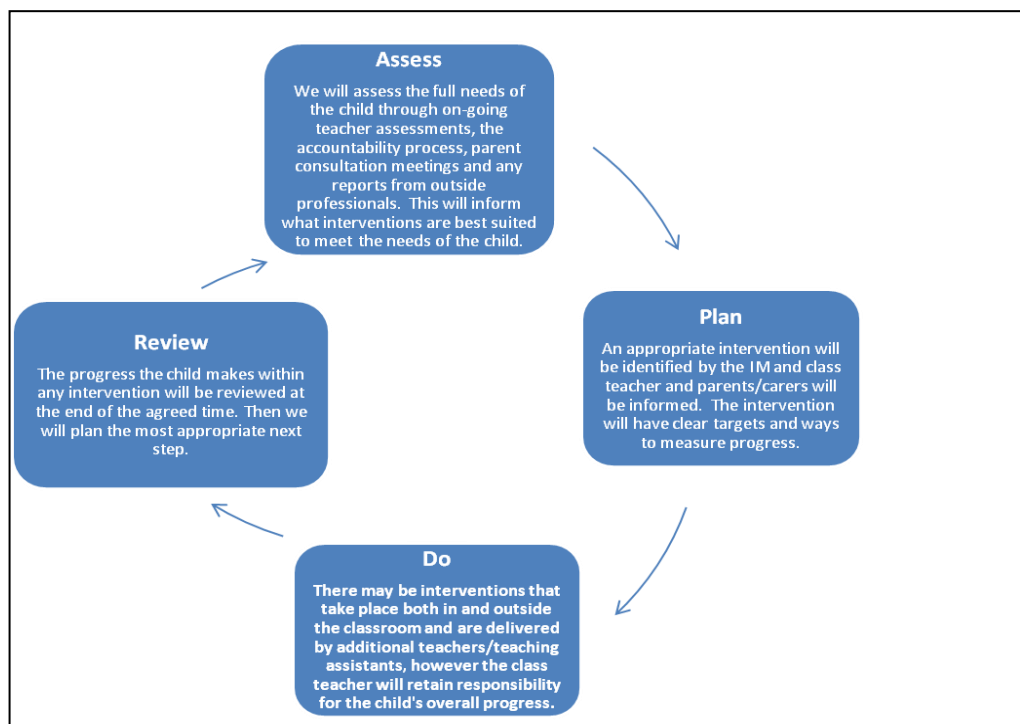 Assess
We will assess the full needs of
the child through on-going
teacher assessments, the
accountability process, parent
consultation meetings and any
reports from outside
professionals.  This will inform
what interventions are best suited
to meet the needs of the child.
Plan
An appropriate intervention will
be identified by the IM and class
teacher and parents/carers will
be informed.  The intervention
will have clear targets and ways
to measure progress.
Do
There may be interventions that
take place both in and outside
the classroom and are delivered
by additional teachers/teaching
assistants, however the class
teacher will retain responsibility
for the child's overall progress.
Review
The progress the child makes within
any intervention will be reviewed at
the end of the agreed time. Then we
will plan the most appropriate next
step.